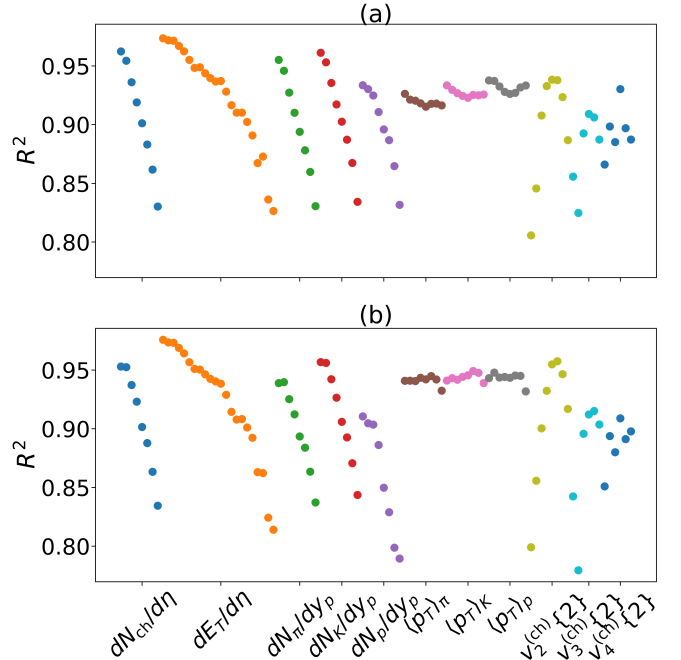 (a)
0.95
0.90
0.85
0.80
R²
(b)
0.95
0.90
0.85
0.80
R²
dN_ch/dη
dE_T/dη
dN_π/dy_p
dN_K/dy_p
dN_p/dy_p
⟨p_T⟩_π
⟨p_T⟩_K
⟨p_T⟩_p
v_2^(ch){2}
v_3^(ch){2}
v_4^(ch){2}